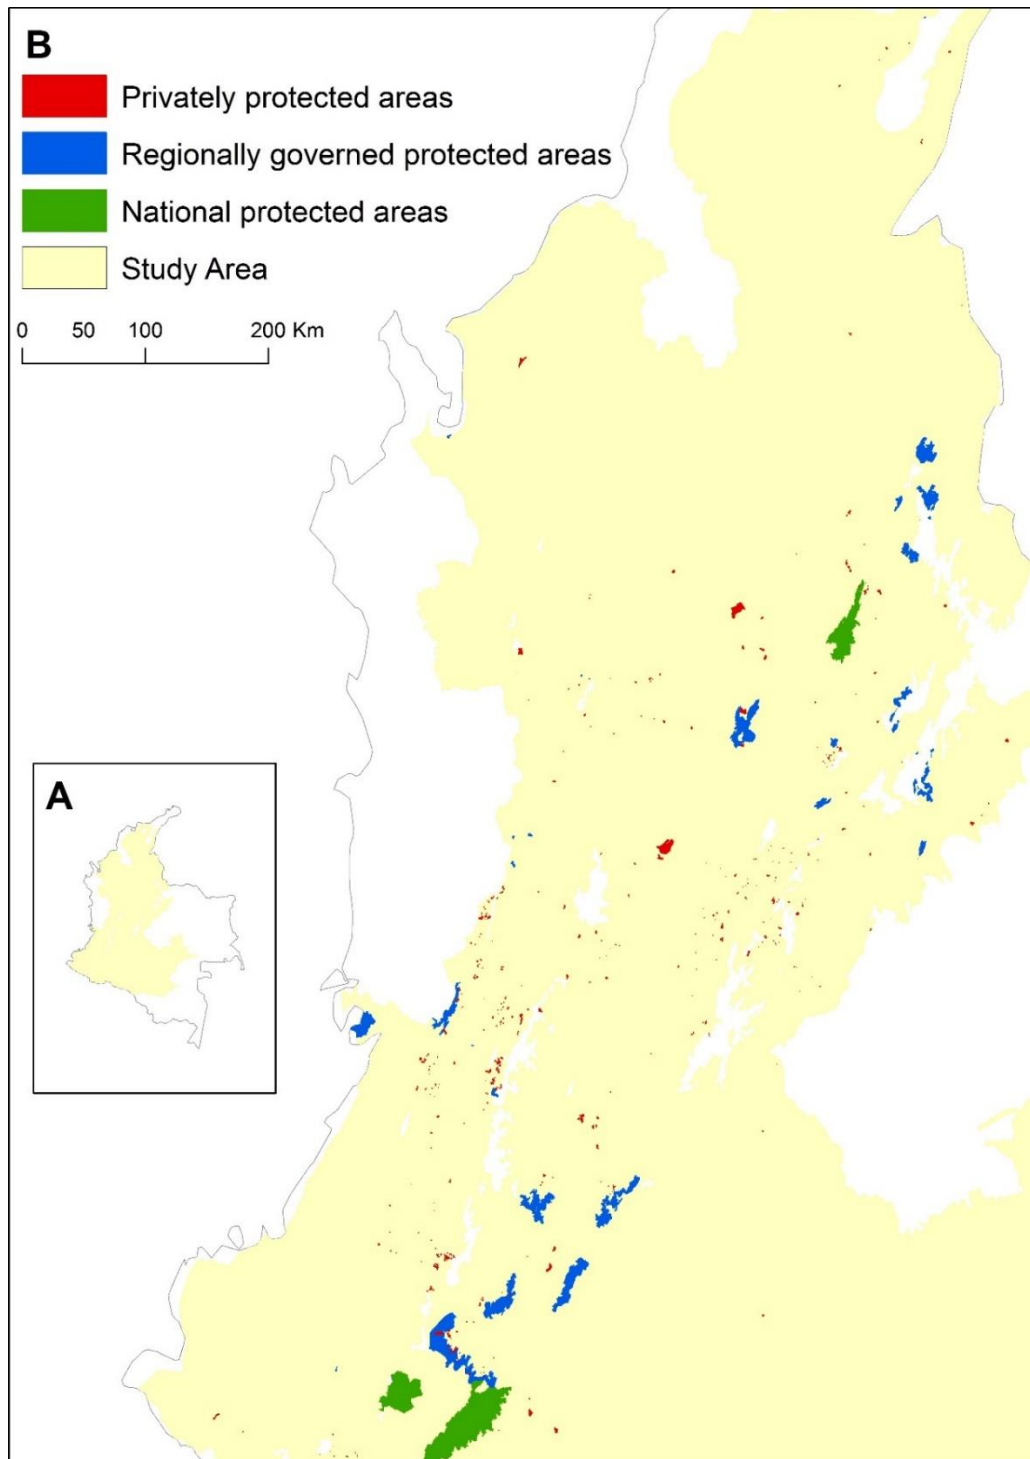 B
Privately protected areas
Regionally governed protected areas
National protected areas
Study Area
0 50 100 200 Km
A